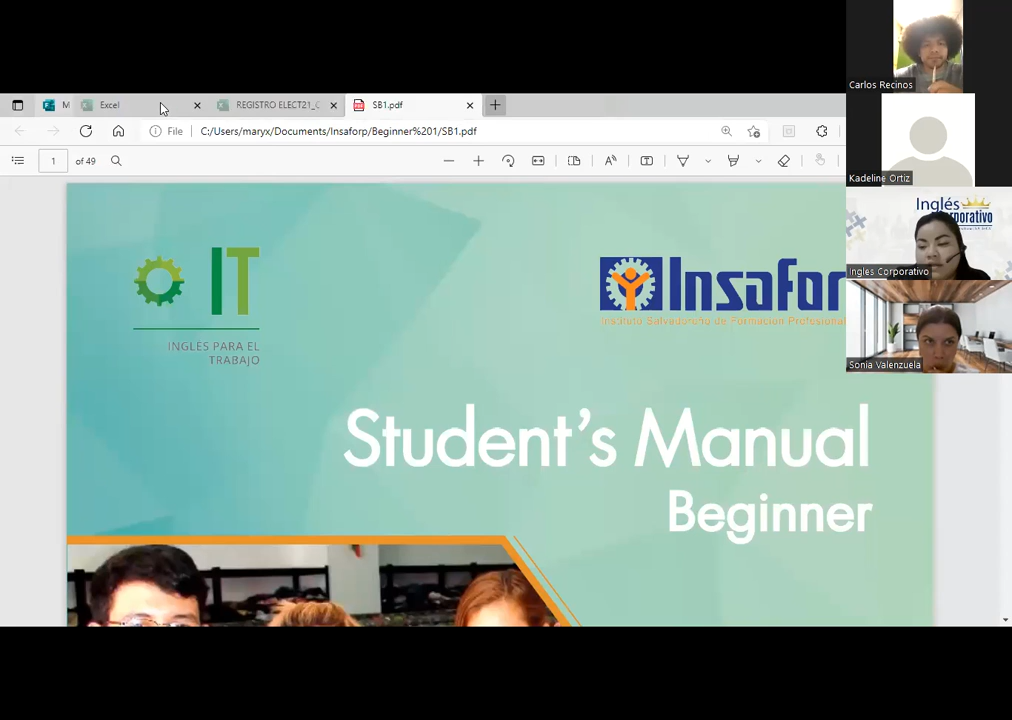 M
Excel
REGISTRO ELECT21_C
SB1.pdf
File
C:/Users/maryx/Documents/Insaforp/Beginner%201/SB1.pdf
1
of 49
IT
INGLÉS PARA EL
TRABAJO
Insafor
Instituto Salvadoreño de Formación Profesional
Student's Manual
Beginner
Carlos Recinos
Kadeline Ortiz
Inglés
Corporativo
Inglés Corporativo
Sonia Valenzuela